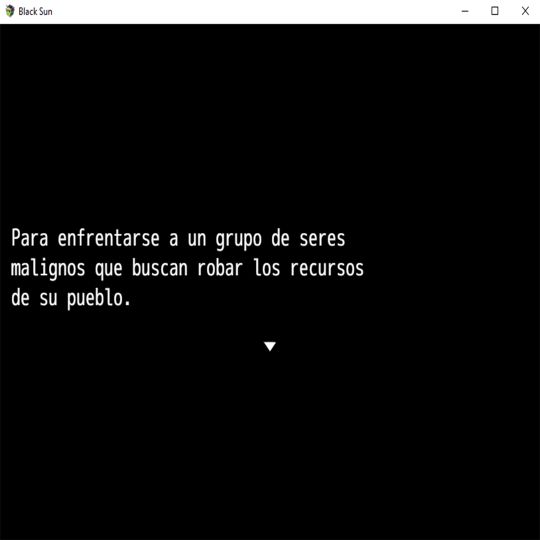 Black Sun
Para enfrentarse a un grupo de seres
malignos que buscan robar los recursos
de su pueblo.